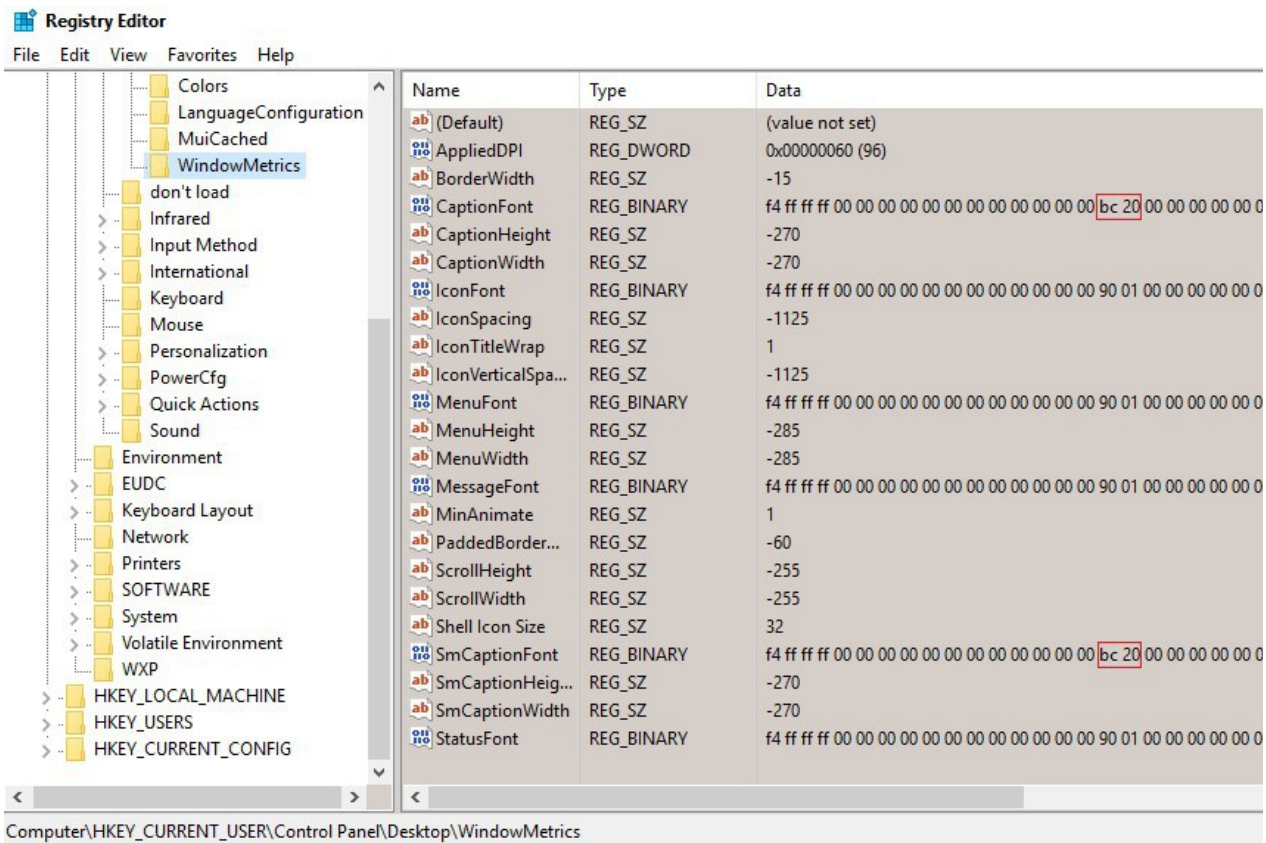 Registry Editor
File Edit View Favorites Help
Colors
LanguageConfiguration
MuiCached
WindowMetrics
don't load
Infrared
Input Method
International
Keyboard
Mouse
Personalization
PowerCfg
Quick Actions
Sound
Environment
EUDC
Keyboard Layout
Network
Printers
SOFTWARE
System
Volatile Environment
WXP
HKEY_LOCAL_MACHINE
HKEY_USERS
HKEY_CURRENT_CONFIG
Name Type Data
(Default) REG_SZ (value not set)
AppliedDPI REG_DWORD 0x00000060 (96)
BorderWidth REG_SZ -15
CaptionFont REG_BINARY f4 ff ff ff 00 00 00 00 00 00 00 00 00 00 00 00 bc 20 00 00 00 00 00 0
CaptionHeight REG_SZ -270
CaptionWidth REG_SZ -270
IconFont REG_BINARY f4 ff ff ff 00 00 00 00 00 00 00 00 00 00 00 00 90 01 00 00 00 00 00 0
IconSpacing REG_SZ -1125
IconTitleWrap REG_SZ 1
IconVerticalSpa... REG_SZ -1125
MenuFont REG_BINARY f4 ff ff ff 00 00 00 00 00 00 00 00 00 00 00 00 90 01 00 00 00 00 00 0
MenuHeight REG_SZ -285
MenuWidth REG_SZ -285
MessageFont REG_BINARY f4 ff ff ff 00 00 00 00 00 00 00 00 00 00 00 00 90 01 00 00 00 00 00 0
MinAnimate REG_SZ 1
PaddedBorder... REG_SZ -60
ScrollHeight REG_SZ -255
ScrollWidth REG_SZ -255
Shell Icon Size REG_SZ 32
SmCaptionFont REG_BINARY f4 ff ff ff 00 00 00 00 00 00 00 00 00 00 00 00 bc 20 00 00 00 00 00 0
SmCaptionHeig... REG_SZ -270
SmCaptionWidth REG_SZ -270
StatusFont REG_BINARY f4 ff ff ff 00 00 00 00 00 00 00 00 00 00 00 00 90 01 00 00 00 00 00 0
Computer\HKEY_CURRENT_USER\Control Panel\Desktop\WindowMetrics